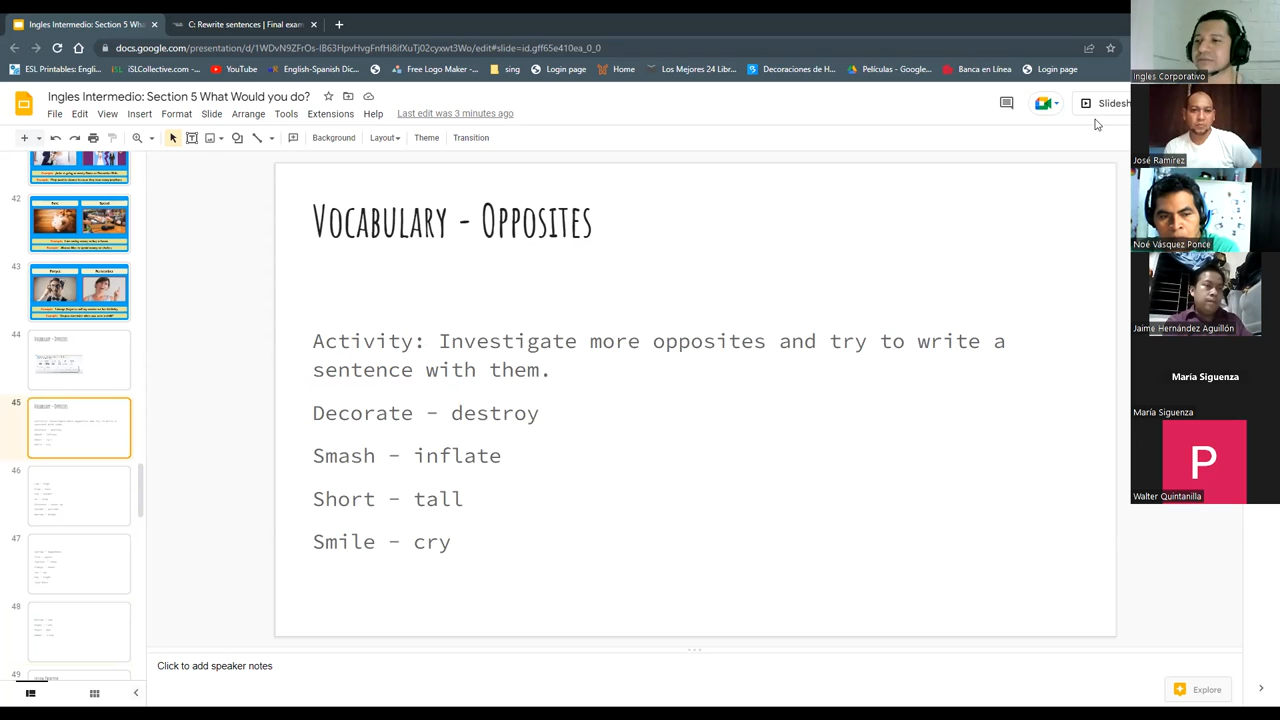 Ingles Intermedio: Section 5 What W
C: Rewrite sentences | Final exam
docs.google.com/presentation/d/1WDvN9ZFrOs-IB63HpvHvgFnfHi8ifXuTj02cyxwt3Wo/edit#slide=id.gff65e410ea_0_0
ESL Printables: Engli...
iSLCollective.com -...
YouTube
English-Spanish Dic...
Login page
Free Logo Maker -...
sing
Login page
Home
Los Mejores 24 Libr...
Decoraciones de H...
Películas - Google...
Banca en Línea
Login page
Ingles Intermedio: Section 5 What Would you do?
File Edit View Insert Format Slide Arrange Tools Extensions Help Last edit was 3 minutes ago
Slidesh
Background Layout Theme Transition
42
43
44
45
46
47
48
49
Vocabulary - Opposites
Activity: Investigate more opposites and try to write a
sentence with them.
Decorate - destroy
Smash - inflate
Short - tall
Smile - cry
Click to add speaker notes
Explore
Ingles Corporativo
José Ramírez
Noé Vásquez Ponce
Jaime Hernández Aguillón
María Siguenza
María Siguenza
P
Walter Quintanilla